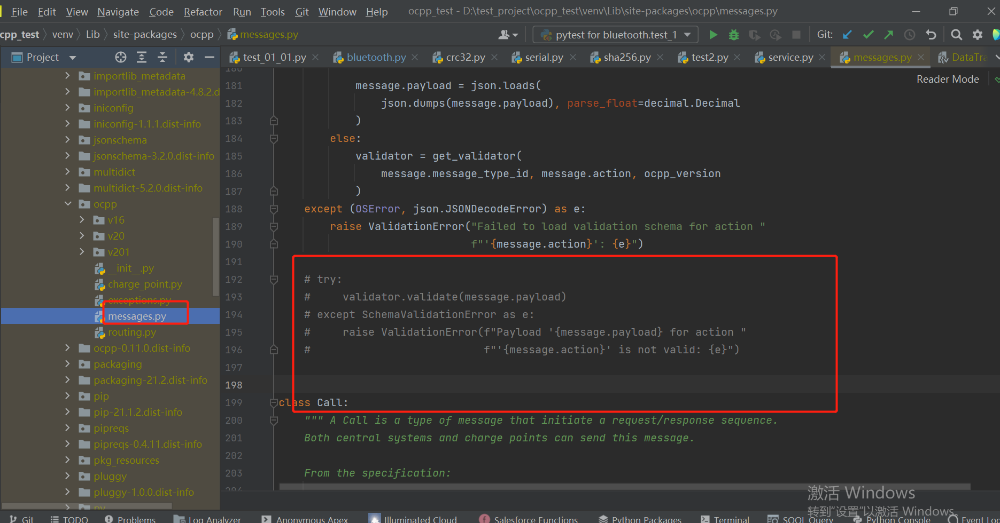 File Edit View Navigate Code Refactor Run Tools Git Window Help ocpp_test - D:\test_project\ocpp_test\venv\Lib\site-packages\ocpp\messages.py
cpp_test venv Lib site-packages ocpp messages.py pytest for bluetooth.test_1 Git:
Project test_01_01.py bluetooth.py crc32.py serial.py sha256.py test2.py service.py messages.py DataTra
Reader Mode
importlib_metadata
importlib_metadata-4.8.2.d
iniconfig
iniconfig-1.1.1.dist-info
jsonschema
jsonschema-3.2.0.dist-info
multidict
multidict-5.2.0.dist-info
ocpp
v16
v20
v201
__init__.py
charge_point.py
exceptions.py
messages.py
routing.py
ocpp-0.11.0.dist-info
packaging
packaging-21.2.dist-info
pip
pip-21.1.2.dist-info
pipreqs
pipreqs-0.4.11.dist-info
pkg_resources
pluggy
pluggy-1.0.0.dist-info
py
180
181 message.payload = json.loads(
182 json.dumps(message.payload), parse_float=decimal.Decimal
183 )
184 else:
185 validator = get_validator(
186 message.message_type_id, message.action, ocpp_version
187 )
188 except (OSError, json.JSONDecodeError) as e:
189 raise ValidationError("Failed to load validation schema for action "
190 f"'{message.action}': {e}")
191
192 # try:
193 #     validator.validate(message.payload)
194 # except SchemaValidationError as e:
195 #     raise ValidationError(f"Payload '{message.payload} for action "
196 #                           f"'{message.action}' is not valid: {e}")
197
198
199 class Call:
200 """ A Call is a type of message that initiate a request/response sequence.
201 Both central systems and charge points can send this message.
202
203 From the specification:
204
激活 Windows
转到“设置”以激活 Windows。
Git TODO Problems Log Analyzer Anonymous Apex Illuminated Cloud Salesforce Functions Python Packages Terminal SOQL Query Python Console Event Lo